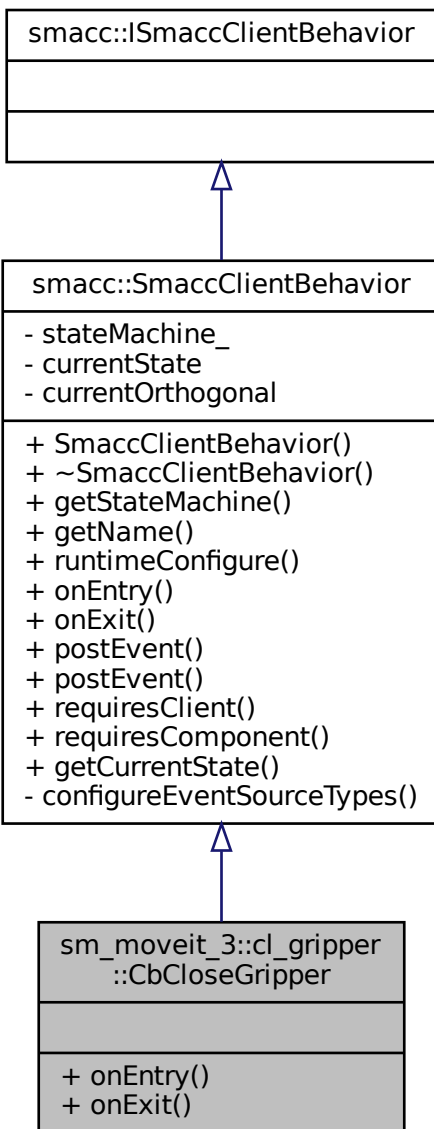 smacc::ISmaccClientBehavior
smacc::SmaccClientBehavior
- stateMachine_
- currentState
- currentOrthogonal
+ SmaccClientBehavior()
+ ~SmaccClientBehavior()
+ getStateMachine()
+ getName()
+ runtimeConfigure()
+ onEntry()
+ onExit()
+ postEvent()
+ postEvent()
+ requiresClient()
+ requiresComponent()
+ getCurrentState()
- configureEventSourceTypes()
sm_moveit_3::cl_gripper
::CbCloseGripper
+ onEntry()
+ onExit()